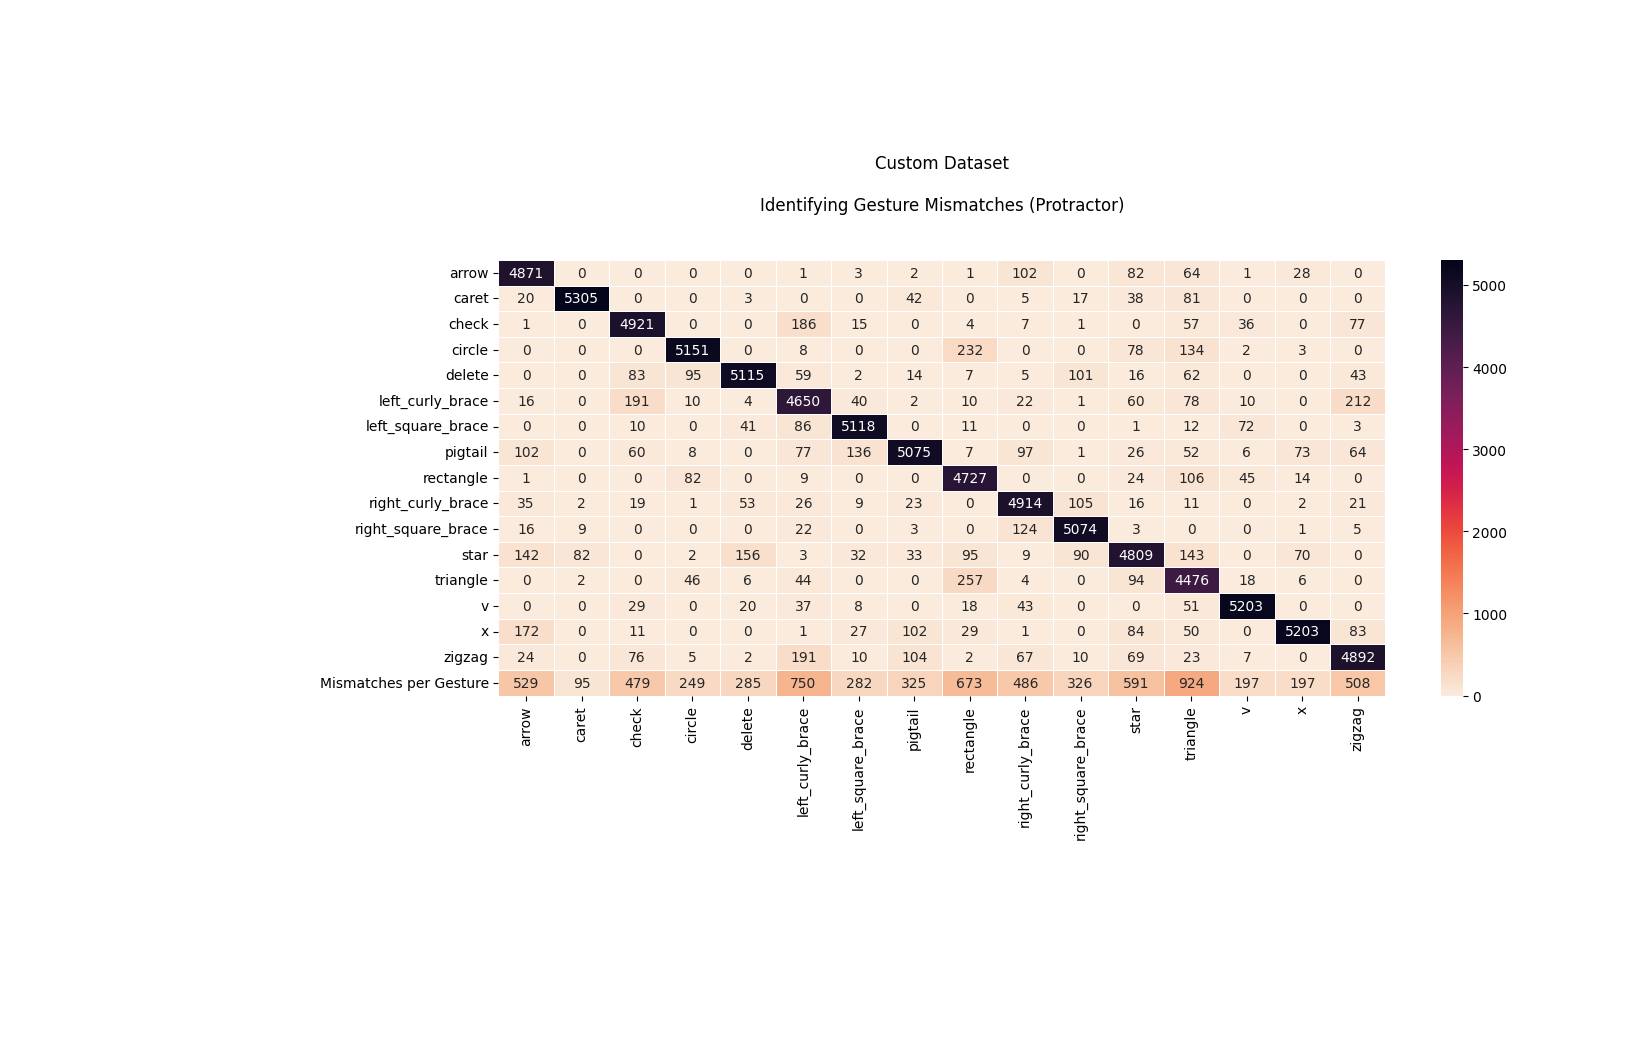 Custom Dataset
Identifying Gesture Mismatches (Protractor)
arrow 4871 0 0 0 0 1 3 2 1 102 0 82 64 1 28 0
caret 20 5305 0 0 3 0 0 42 0 5 17 38 81 0 0 0
check 1 0 4921 0 0 186 15 0 4 7 1 0 57 36 0 77
circle 0 0 0 5151 0 8 0 0 232 0 0 78 134 2 3 0
delete 0 0 83 95 5115 59 2 14 7 5 101 16 62 0 0 43
left_curly_brace 16 0 191 10 4 4650 40 2 10 22 1 60 78 10 0 212
left_square_brace 0 0 10 0 41 86 5118 0 11 0 0 1 12 72 0 3
pigtail 102 0 60 8 0 77 136 5075 7 97 1 26 52 6 73 64
rectangle 1 0 0 82 0 9 0 0 4727 0 0 24 106 45 14 0
right_curly_brace 35 2 19 1 53 26 9 23 0 4914 105 16 11 0 2 21
right_square_brace 16 9 0 0 0 22 0 3 0 124 5074 3 0 0 1 5
star 142 82 0 2 156 3 32 33 95 9 90 4809 143 0 70 0
triangle 0 2 0 46 6 44 0 0 257 4 0 94 4476 18 6 0
v 0 0 29 0 20 37 8 0 18 43 0 0 51 5203 0 0
x 172 0 11 0 0 1 27 102 29 1 0 84 50 0 5203 83
zigzag 24 0 76 5 2 191 10 104 2 67 10 69 23 7 0 4892
Mismatches per Gesture 529 95 479 249 285 750 282 325 673 486 326 591 924 197 197 508
arrow caret check circle delete left_curly_brace left_square_brace pigtail rectangle right_curly_brace right_square_brace star triangle v x zigzag
5000
4000
3000
2000
1000
0